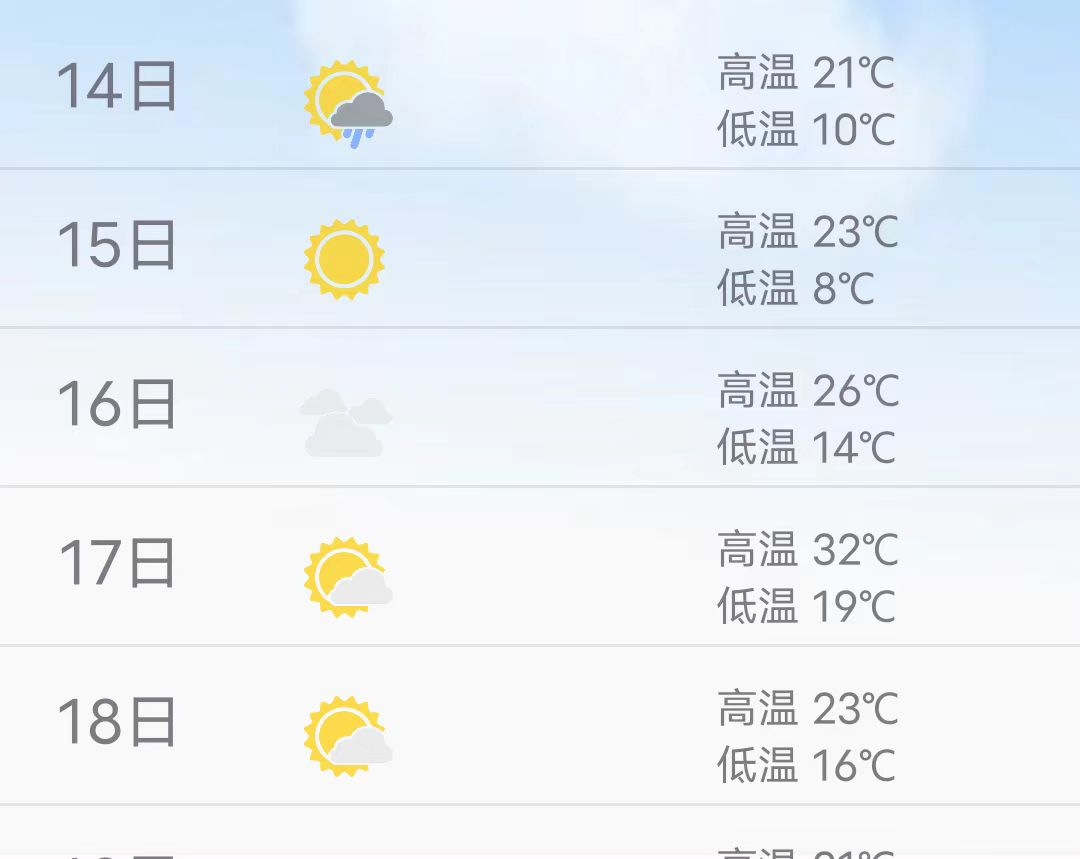 14日
高温 21℃
低温 10℃
15日
高温 23℃
低温 8℃
16日
高温 26℃
低温 14℃
17日
高温 32℃
低温 19℃
18日
高温 23℃
低温 16℃